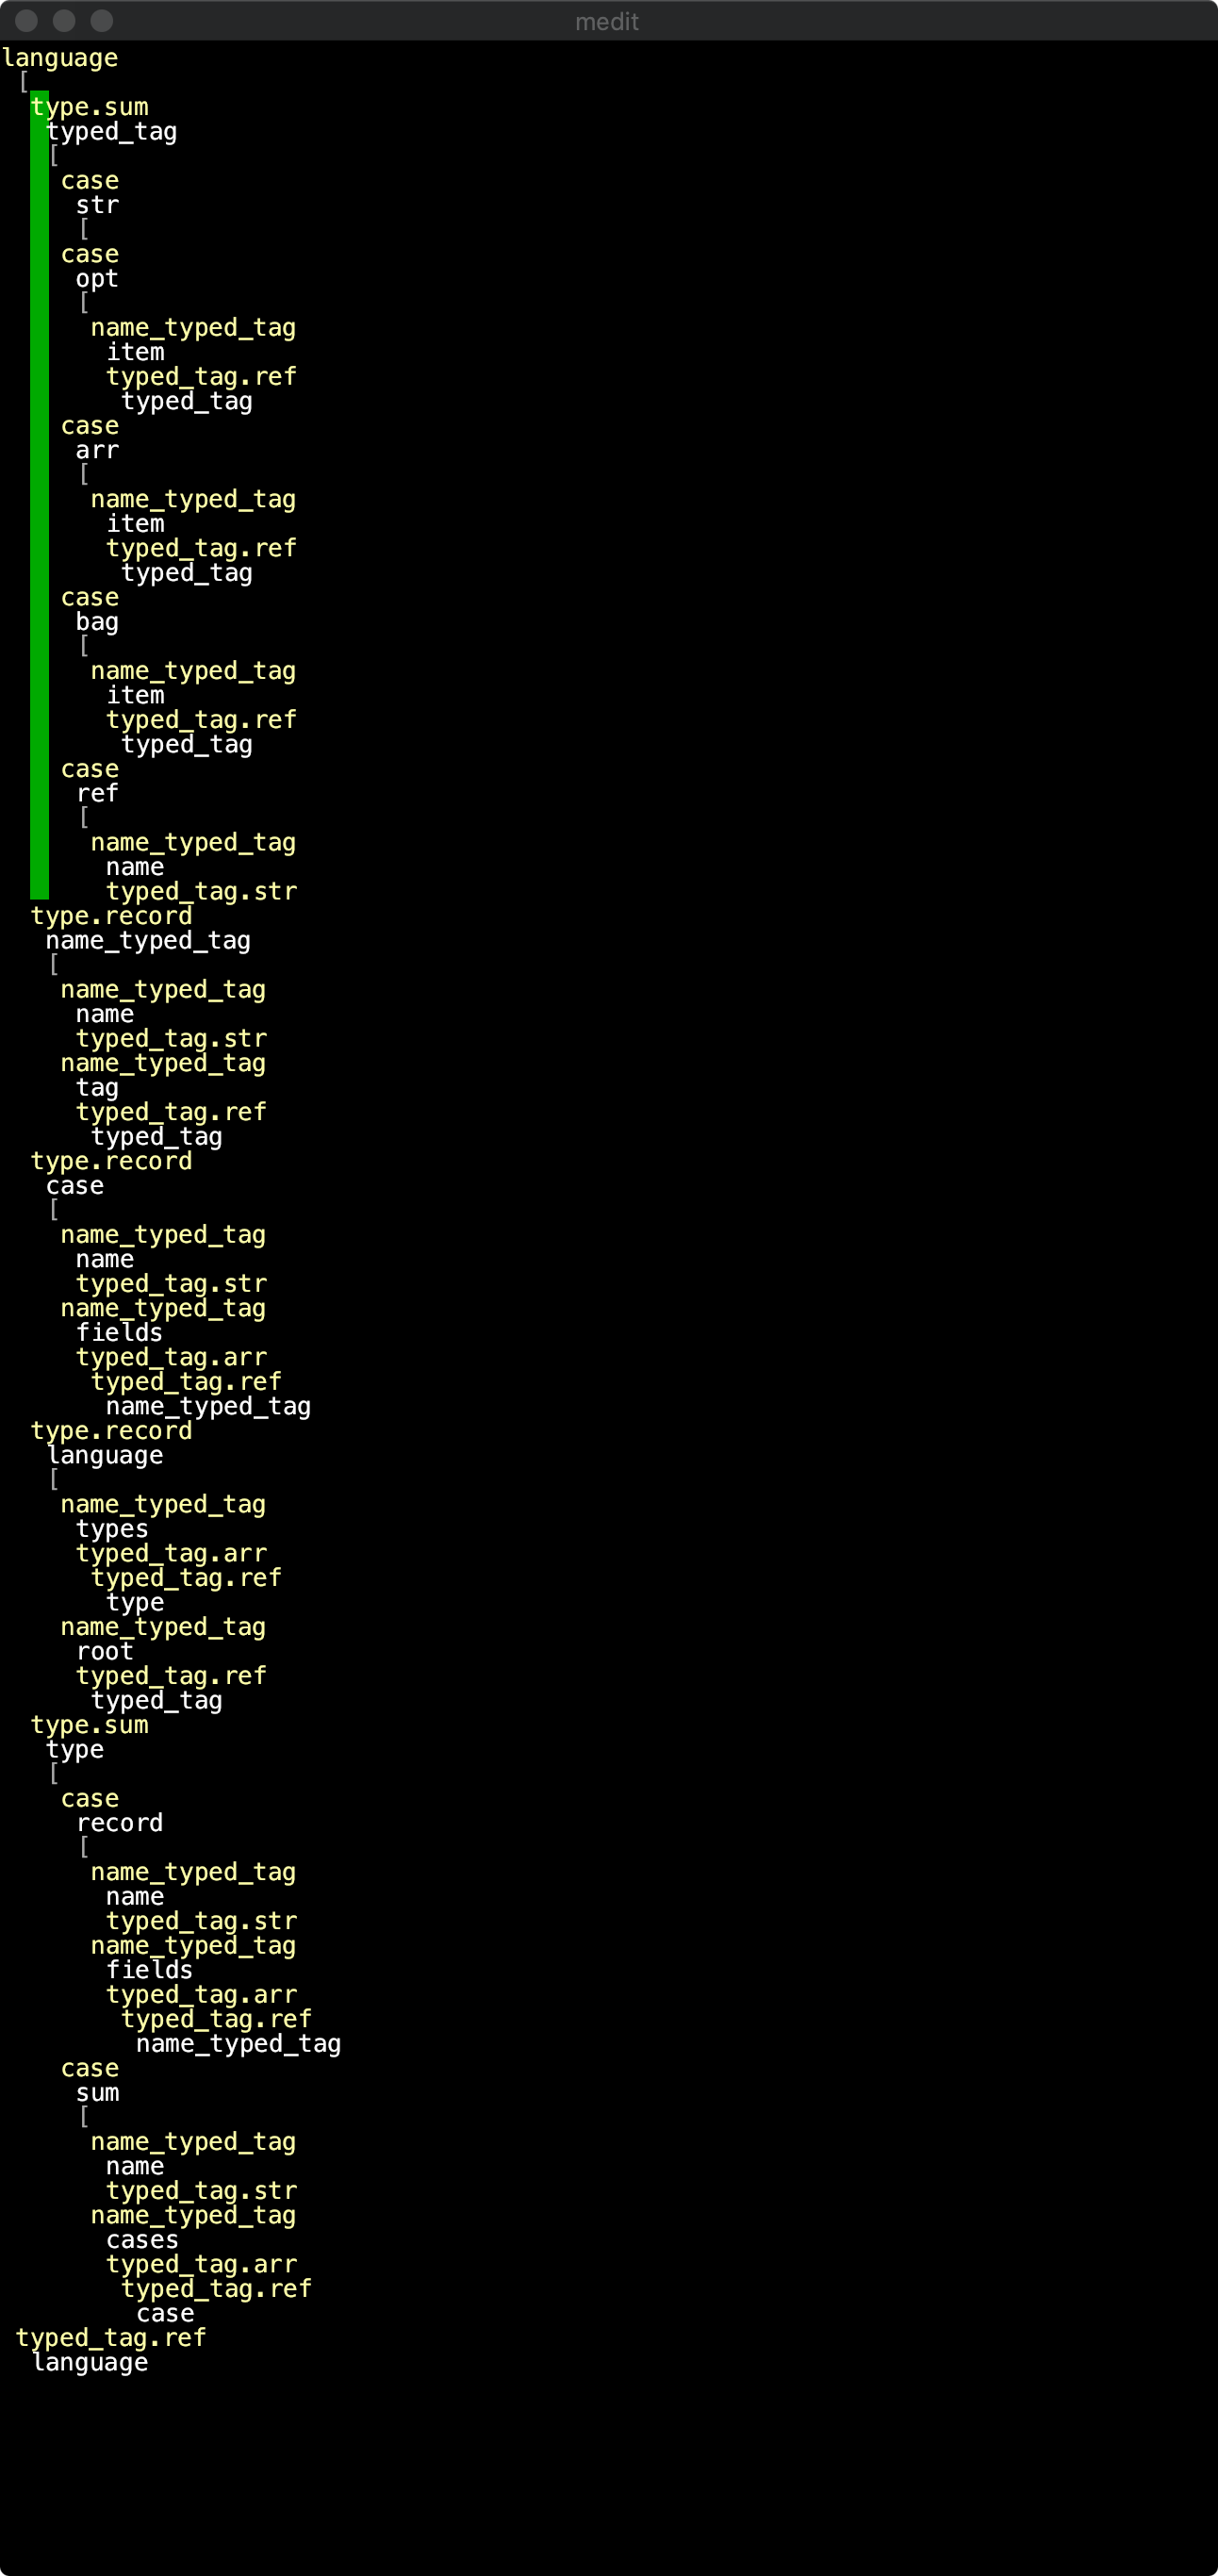 medit
language
[
type.sum
typed_tag
[
case
str
[
case
opt
[
name_typed_tag
item
typed_tag.ref
typed_tag
case
arr
[
name_typed_tag
item
typed_tag.ref
typed_tag
case
bag
[
name_typed_tag
item
typed_tag.ref
typed_tag
case
ref
[
name_typed_tag
name
typed_tag.str
type.record
name_typed_tag
[
name_typed_tag
name
typed_tag.str
name_typed_tag
tag
typed_tag.ref
typed_tag
type.record
case
[
name_typed_tag
name
typed_tag.str
name_typed_tag
fields
typed_tag.arr
typed_tag.ref
name_typed_tag
type.record
language
[
name_typed_tag
types
typed_tag.arr
typed_tag.ref
type
name_typed_tag
root
typed_tag.ref
typed_tag
type.sum
type
[
case
record
[
name_typed_tag
name
typed_tag.str
name_typed_tag
fields
typed_tag.arr
typed_tag.ref
name_typed_tag
case
sum
[
name_typed_tag
name
typed_tag.str
name_typed_tag
cases
typed_tag.arr
typed_tag.ref
case
typed_tag.ref
language